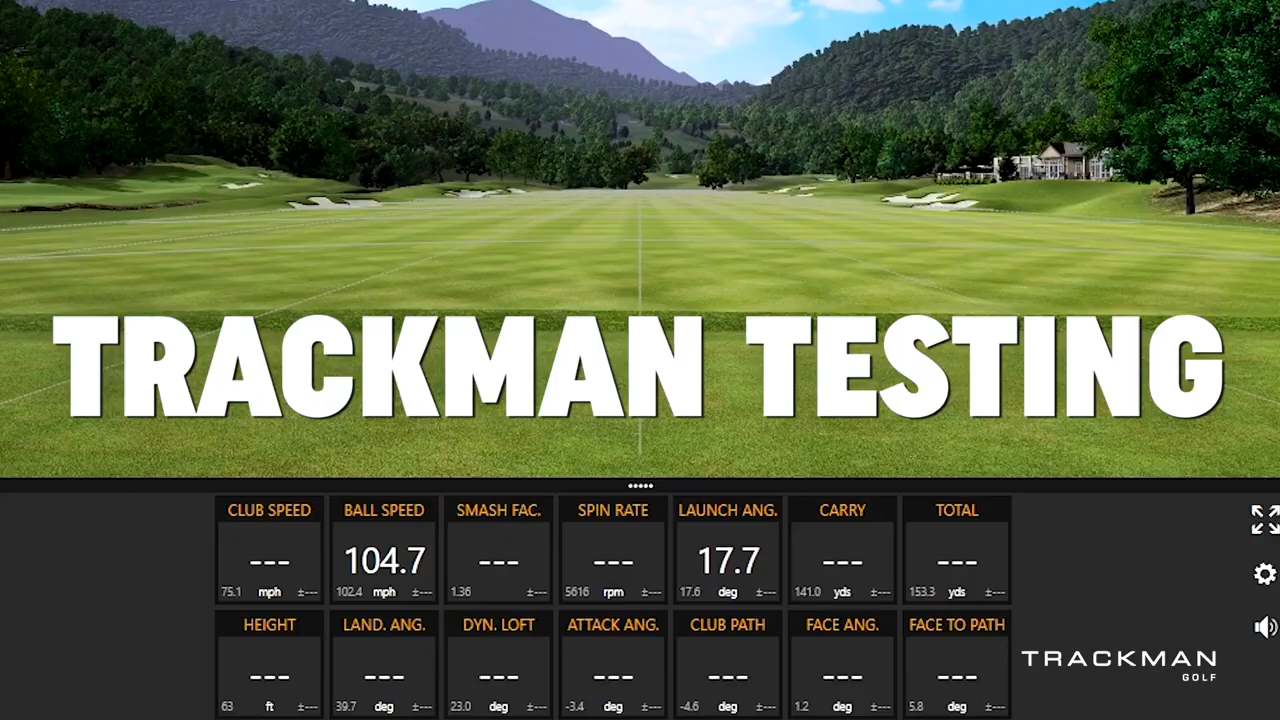 TRACKMAN TESTING
CLUB SPEED BALL SPEED SMASH FAC. SPIN RATE LAUNCH ANG. CARRY TOTAL
--- 104.7 --- --- 17.7 --- ---
75.1 mph ±--- 102.4 mph ±--- 1.36 ±--- 5616 rpm ±--- 17.6 deg ±--- 141.0 yds ±--- 153.3 yds ±---
HEIGHT LAND. ANG. DYN. LOFT ATTACK ANG. CLUB PATH FACE ANG. FACE TO PATH
--- --- --- --- --- --- ---
63 ft ±--- 39.7 deg ±--- 23.0 deg ±--- -3.4 deg ±--- -4.6 deg ±--- 1.2 deg ±--- 5.8 deg ±---
TRACKMAN
GOLF